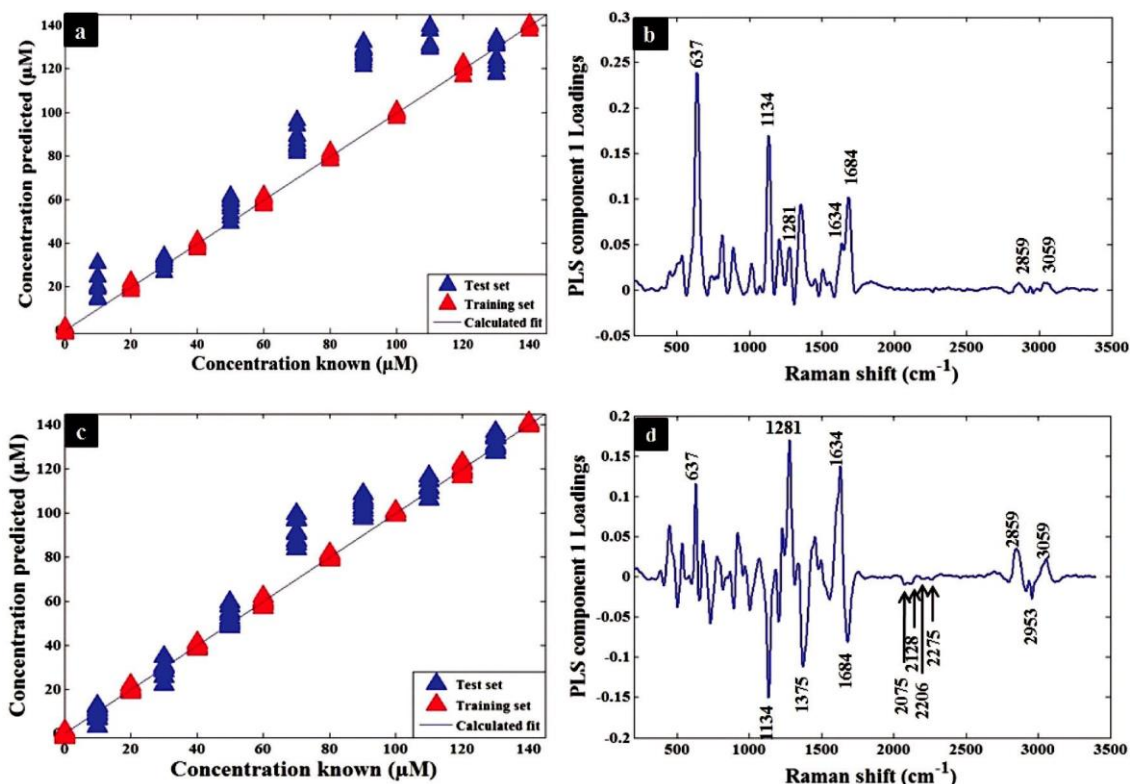 a
Concentration predicted (µM)
140
120
100
80
60
40
20
0
0 20 40 60 80 100 120 140
Concentration known (µM)
Test set
Training set
Calculated fit
b
PLS component 1 Loadings
0.3
0.25
0.2
0.15
0.1
0.05
0
-0.05
637
1134
1281
1634
1684
2859
3059
500 1000 1500 2000 2500 3000 3500
Raman shift (cm-1)
c
Concentration predicted (µM)
140
120
100
80
60
40
20
0
0 20 40 60 80 100 120 140
Concentration known (µM)
Test set
Training set
Calculated fit
d
PLS component 1 Loadings
0.2
0.15
0.1
0.05
0
-0.05
-0.1
-0.15
-0.2
637
1281
1634
2859
3059
1134
1375
1684
2075
2128
2206
2275
2953
500 1000 1500 2000 2500 3000 3500
Raman shift (cm-1)